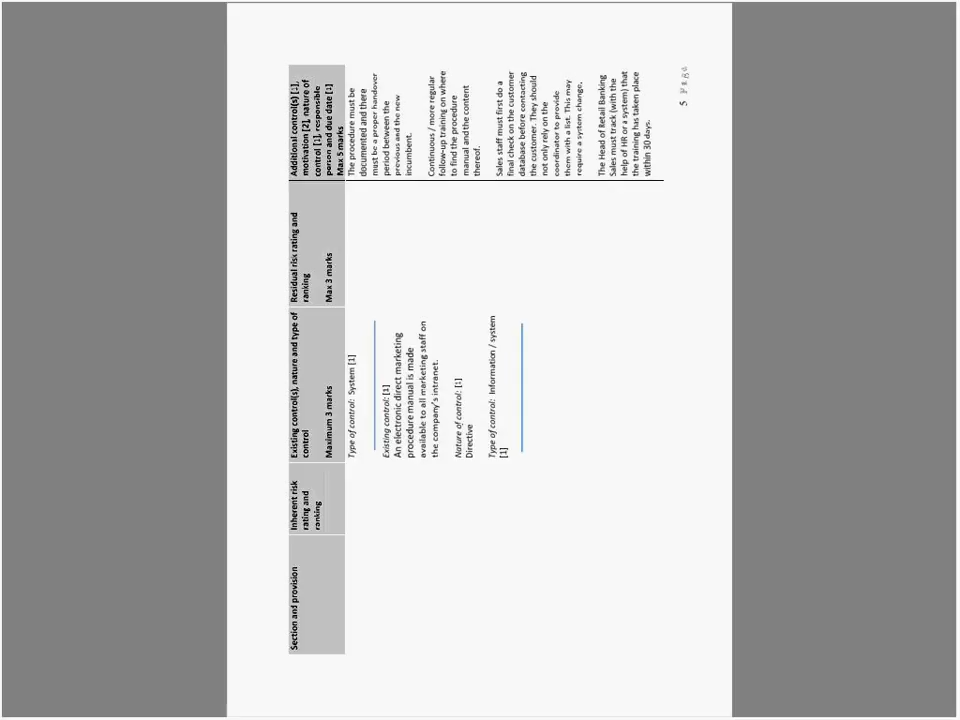 Section and provision
Inherent risk
rating and
ranking
Existing control(s), nature and type of
control
Maximum 3 marks
Residual risk rating and
ranking
Max 3 marks
Additional control(s) [1],
motivation [2], nature of
control [1], responsible
person and due date [1]
Max 5 marks
Type of control: System [1]
Existing control: [1]
An electronic direct marketing
procedure manual is made
available to all marketing staff on
the company's intranet.
Nature of control: [1]
Directive
Type of control: Information / system
[1]
The procedure must be
documented and there
must be a proper handover
period between the
previous and the new
incumbent.
Continuous / more regular
follow-up training on where
to find the procedure
manual and the content
thereof.
Sales staff must first do a
final check on the customer
database before contacting
the customer. They should
not only rely on the
coordinator to provide
them with a list. This may
require a system change.
The Head of Retail Banking
Sales must track (with the
help of HR or a system) that
the training has taken place
within 30 days.
5